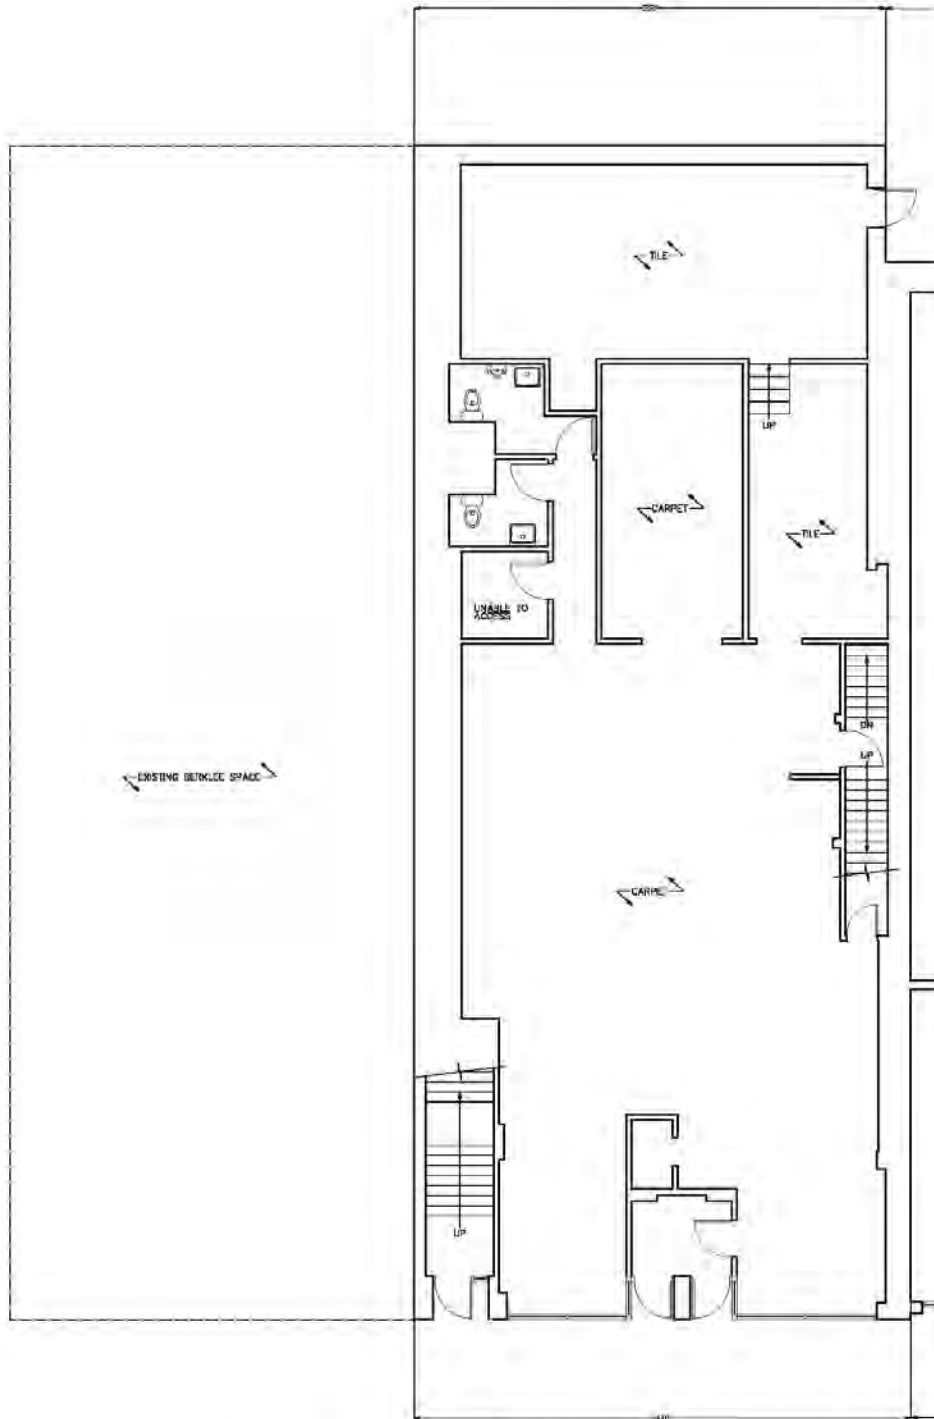 TILE
UP
CARPET
TILE
UNABLE TO
ACCESS
DN
UP
EXISTING BERKLEE SPACE
CARPET
UP